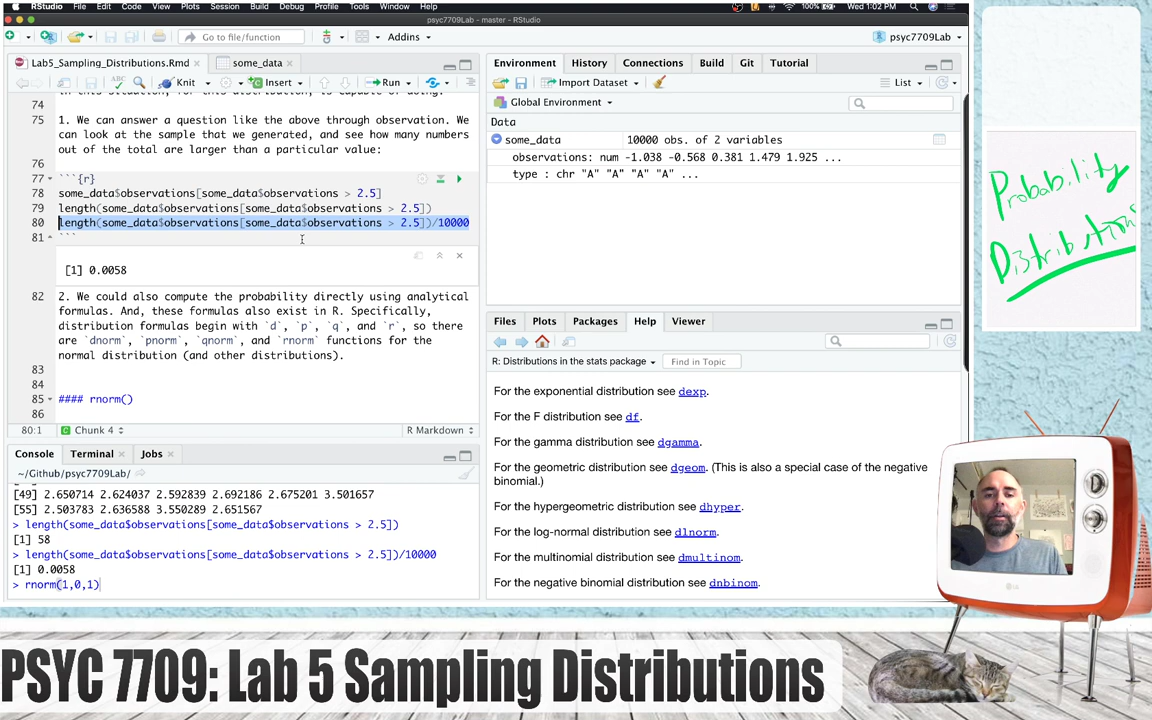 RStudio File Edit Code View Plots Session Build Debug Profile Tools Window Help 100% Wed 1:02 PM
psyc7709Lab - master - RStudio
Go to file/function Addins psyc7709Lab
Lab5_Sampling_Distributions.Rmd some_data
Knit Insert Run
in this situation, for this distribution, is capable of doing.
74
75 1. We can answer a question like the above through observation. We
can look at the sample that we generated, and see how many numbers
out of the total are larger than a particular value:
76
77 ```{r}
78 some_data$observations[some_data$observations > 2.5]
79 length(some_data$observations[some_data$observations > 2.5])
80 length(some_data$observations[some_data$observations > 2.5])/10000
81 ```
[1] 0.0058
82 2. We could also compute the probability directly using analytical
formulas. And, these formulas also exist in R. Specifically,
distribution formulas begin with `d`, `p`, `q`, and `r`, so there
are `dnorm`, `pnorm`, `qnorm`, and `rnorm` functions for the
normal distribution (and other distributions).
83
84
85 #### rnorm()
86
80:1 Chunk 4 R Markdown
Console Terminal Jobs
~/Github/psyc7709Lab/
[49] 2.650714 2.624037 2.592839 2.692186 2.675201 3.501657
[55] 2.503783 2.636588 3.550289 2.651567
> length(some_data$observations[some_data$observations > 2.5])
[1] 58
> length(some_data$observations[some_data$observations > 2.5])/10000
[1] 0.0058
> rnorm(1,0,1)
Environment History Connections Build Git Tutorial
Import Dataset List
Global Environment
Data
some_data 10000 obs. of 2 variables
observations: num -1.038 -0.568 0.381 1.479 1.925 ...
type : chr "A" "A" "A" "A" ...
Files Plots Packages Help Viewer
R: Distributions in the stats package Find in Topic
For the exponential distribution see dexp.
For the F distribution see df.
For the gamma distribution see dgamma.
For the geometric distribution see dgeom. (This is also a special case of the negative
binomial.)
For the hypergeometric distribution see dhyper.
For the log-normal distribution see dlnorm.
For the multinomial distribution see dmultinom.
For the negative binomial distribution see dnbinom.
Probability
Distributions
LG
PSYC 7709: Lab 5 Sampling Distributions